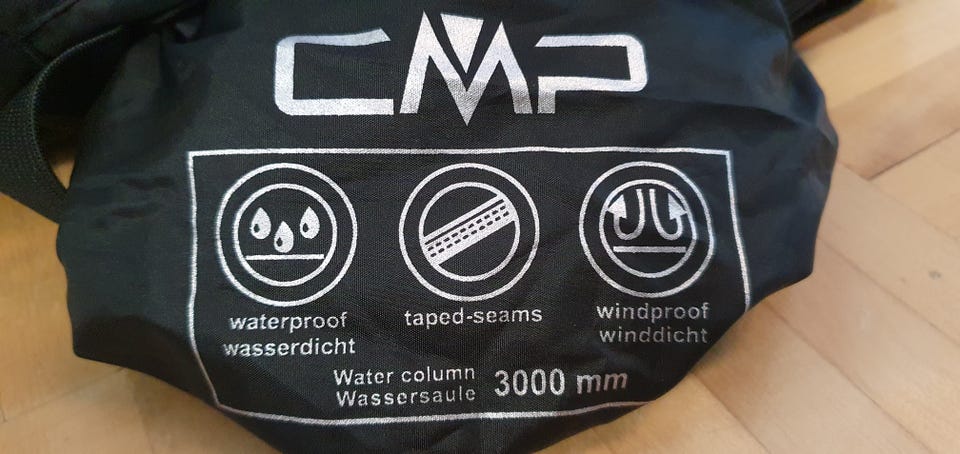 CMP
waterproof
wasserdicht
taped-seams
windproof
winddicht
Water column
Wassersaule
3000 mm